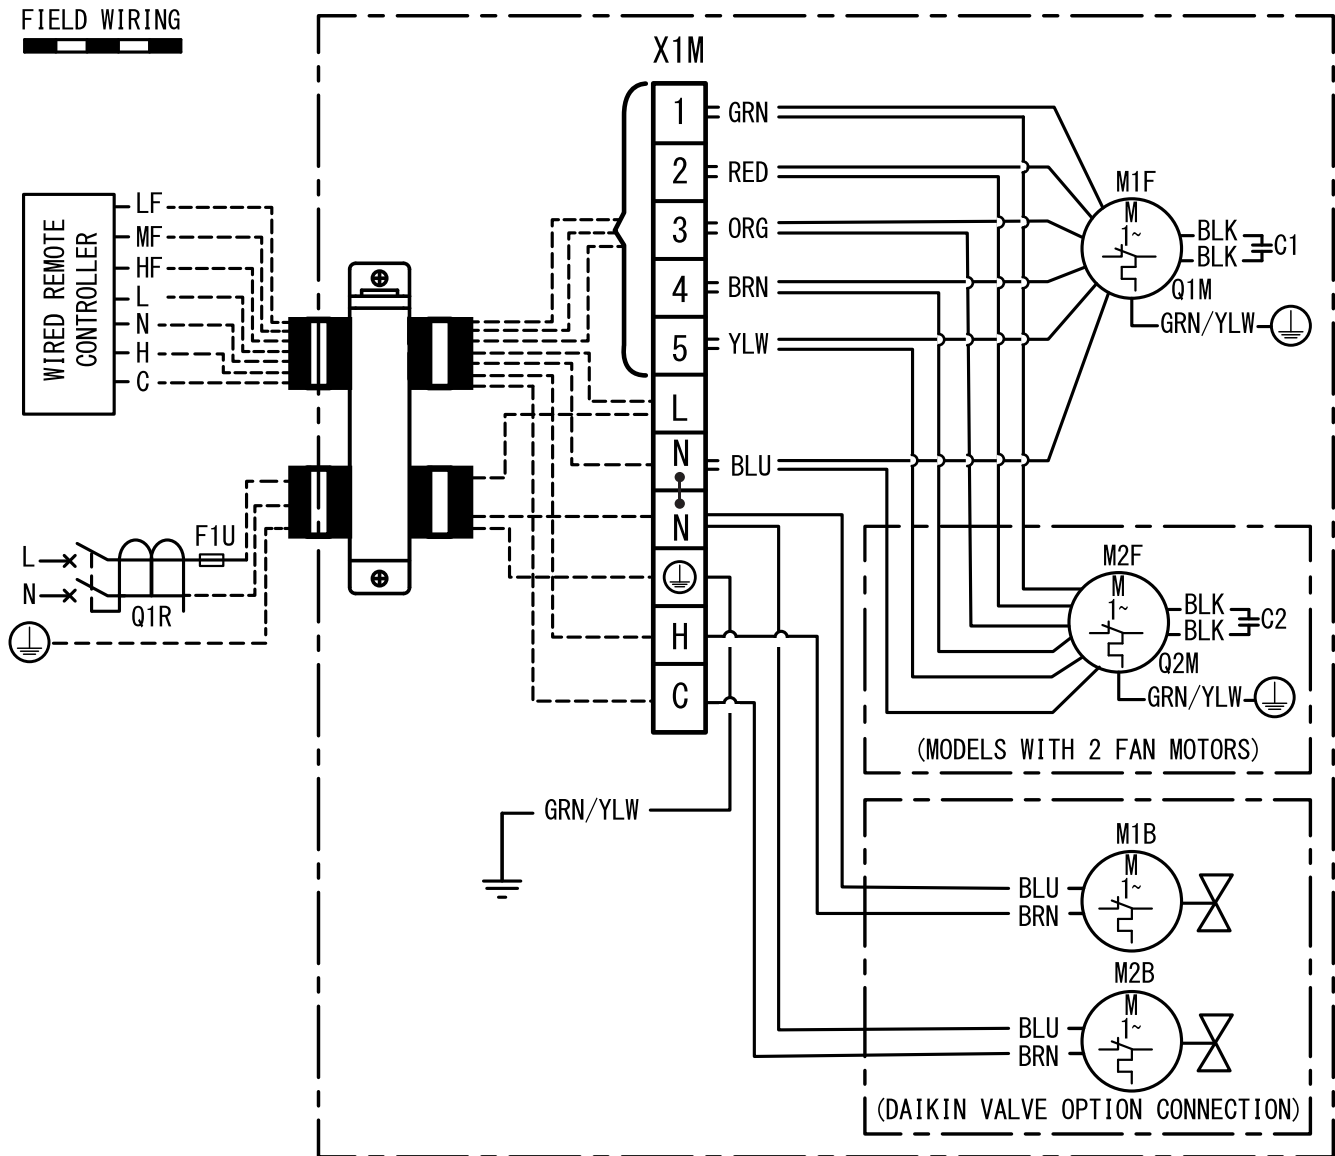 FIELD WIRING
X1M
WIRED REMOTE
CONTROLLER
LF
MF
HF
L
N
H
C
1
2
3
4
5
L
N
N
H
C
GRN
RED
ORG
BRN
YLW
BLU
M1F
M
1~
BLK
BLK
C1
Q1M
GRN/YLW
L
N
F1U
Q1R
M2F
M
1~
BLK
BLK
C2
Q2M
GRN/YLW
(MODELS WITH 2 FAN MOTORS)
GRN/YLW
M1B
M
1~
BLU
BRN
M2B
M
1~
BLU
BRN
(DAIKIN VALVE OPTION CONNECTION)